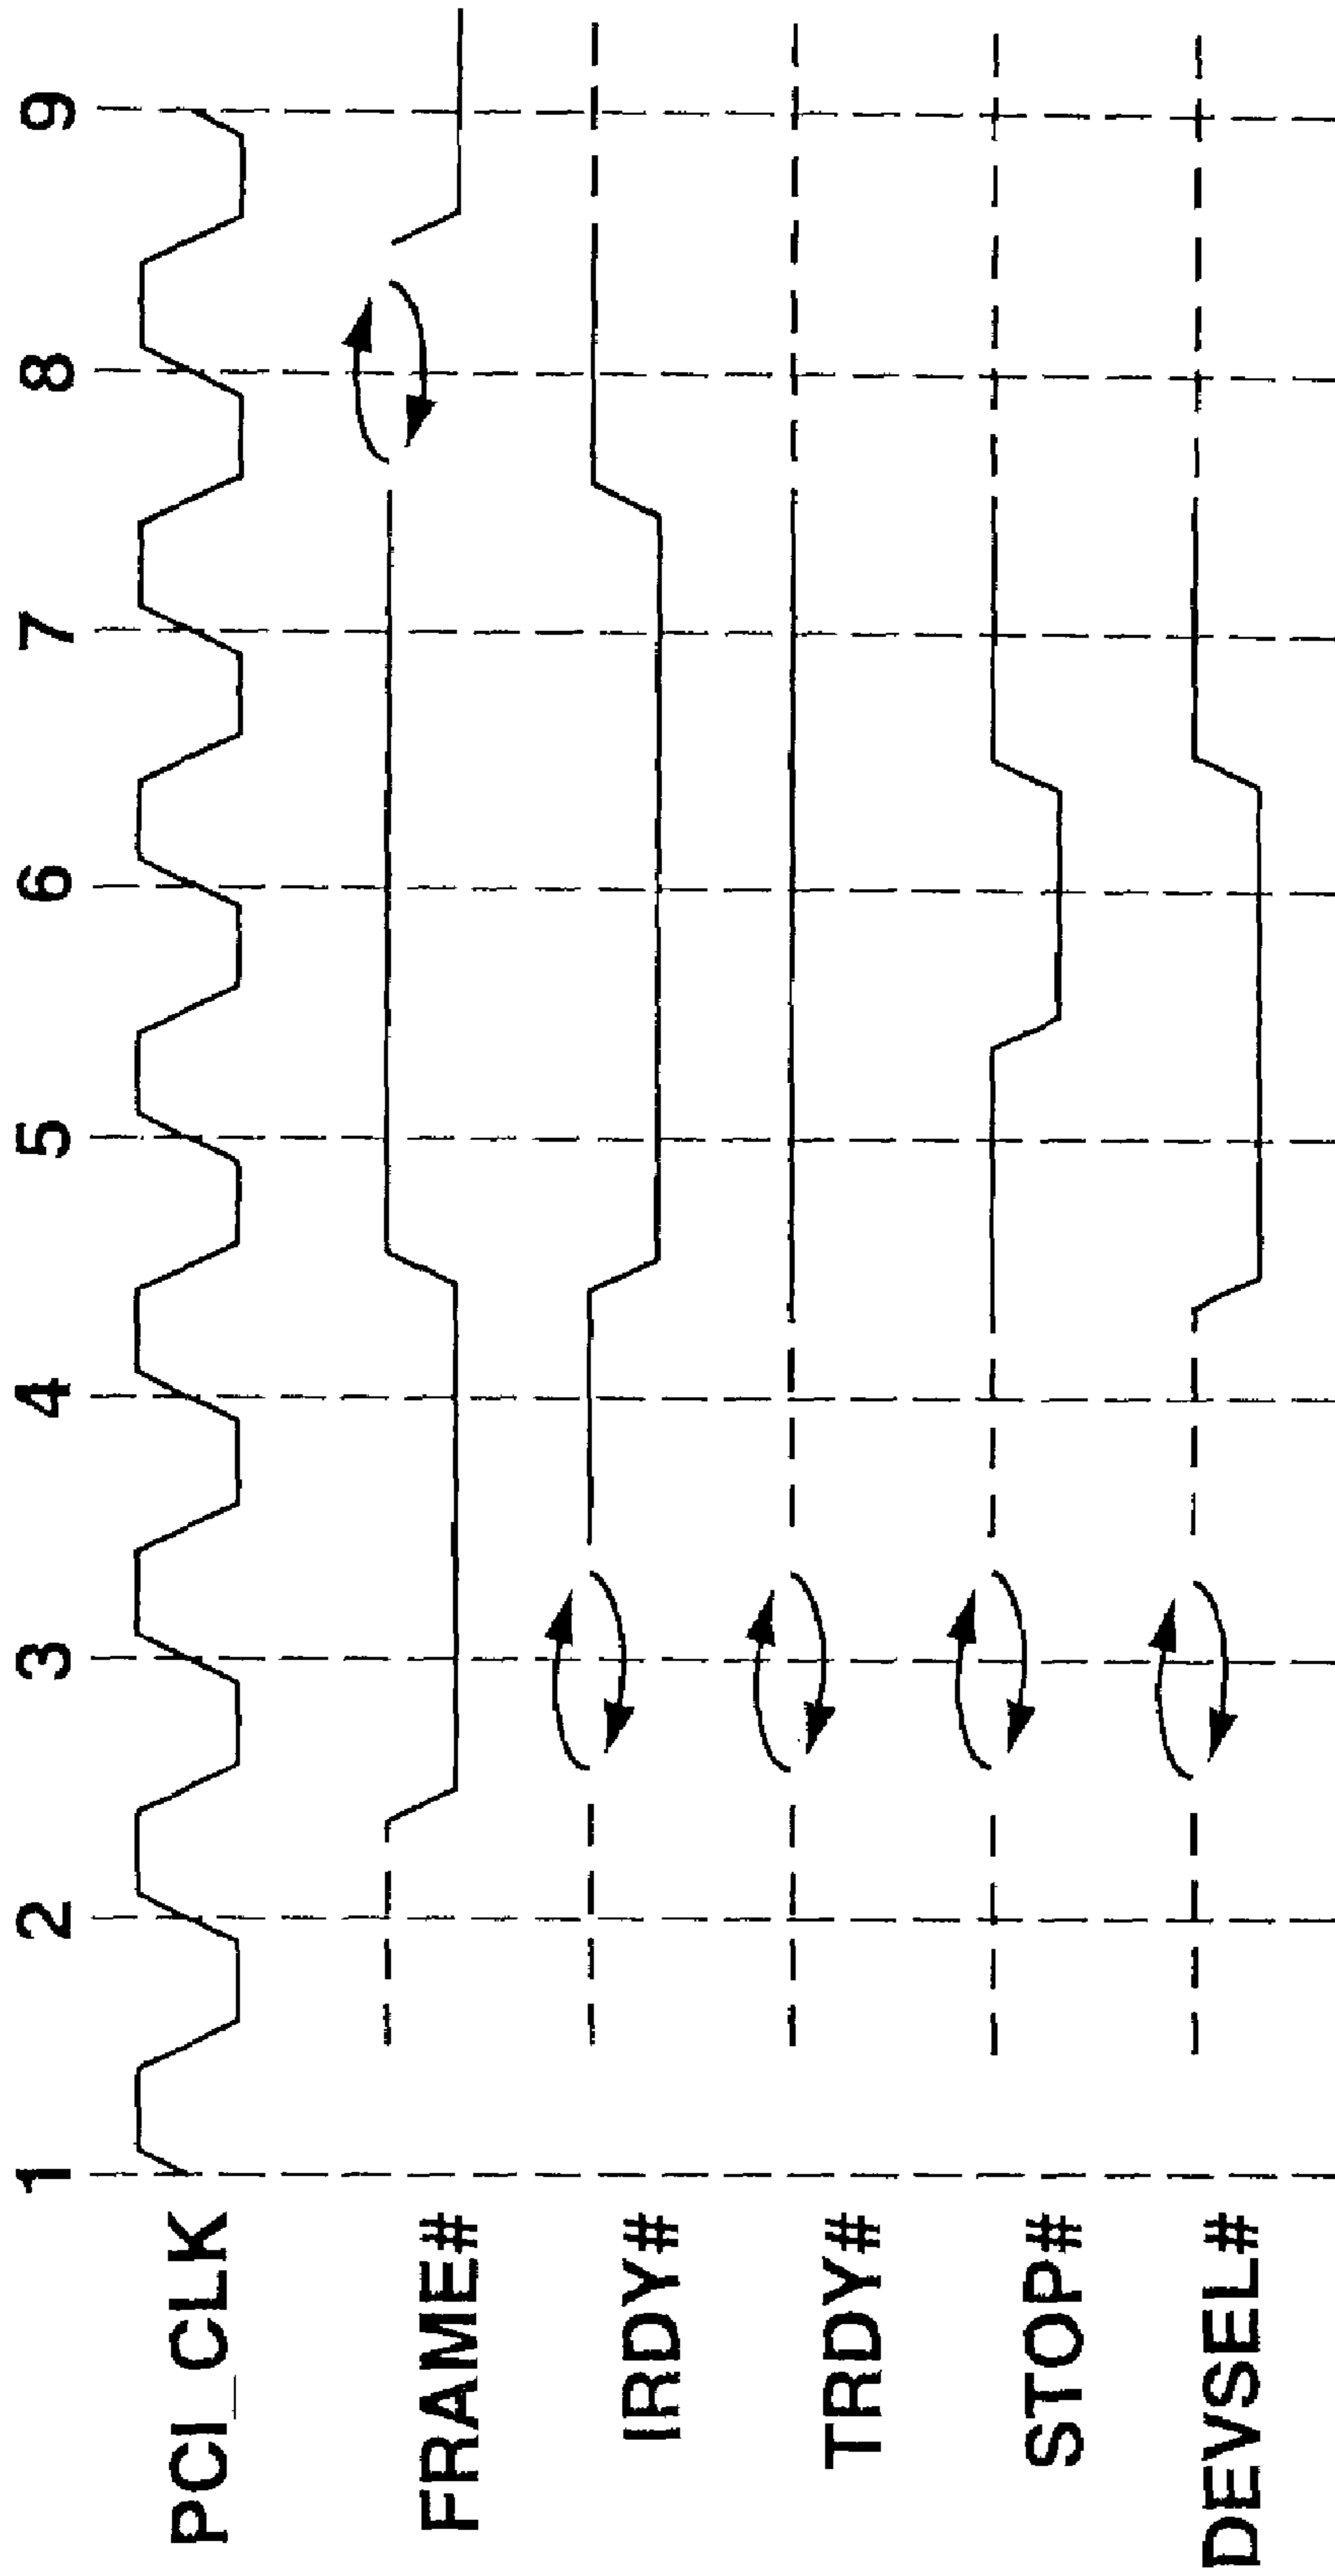 1 2 3 4 5 6 7 8 9
PCI_CLK
FRAME#
IRDY#
TRDY#
STOP#
DEVSEL#